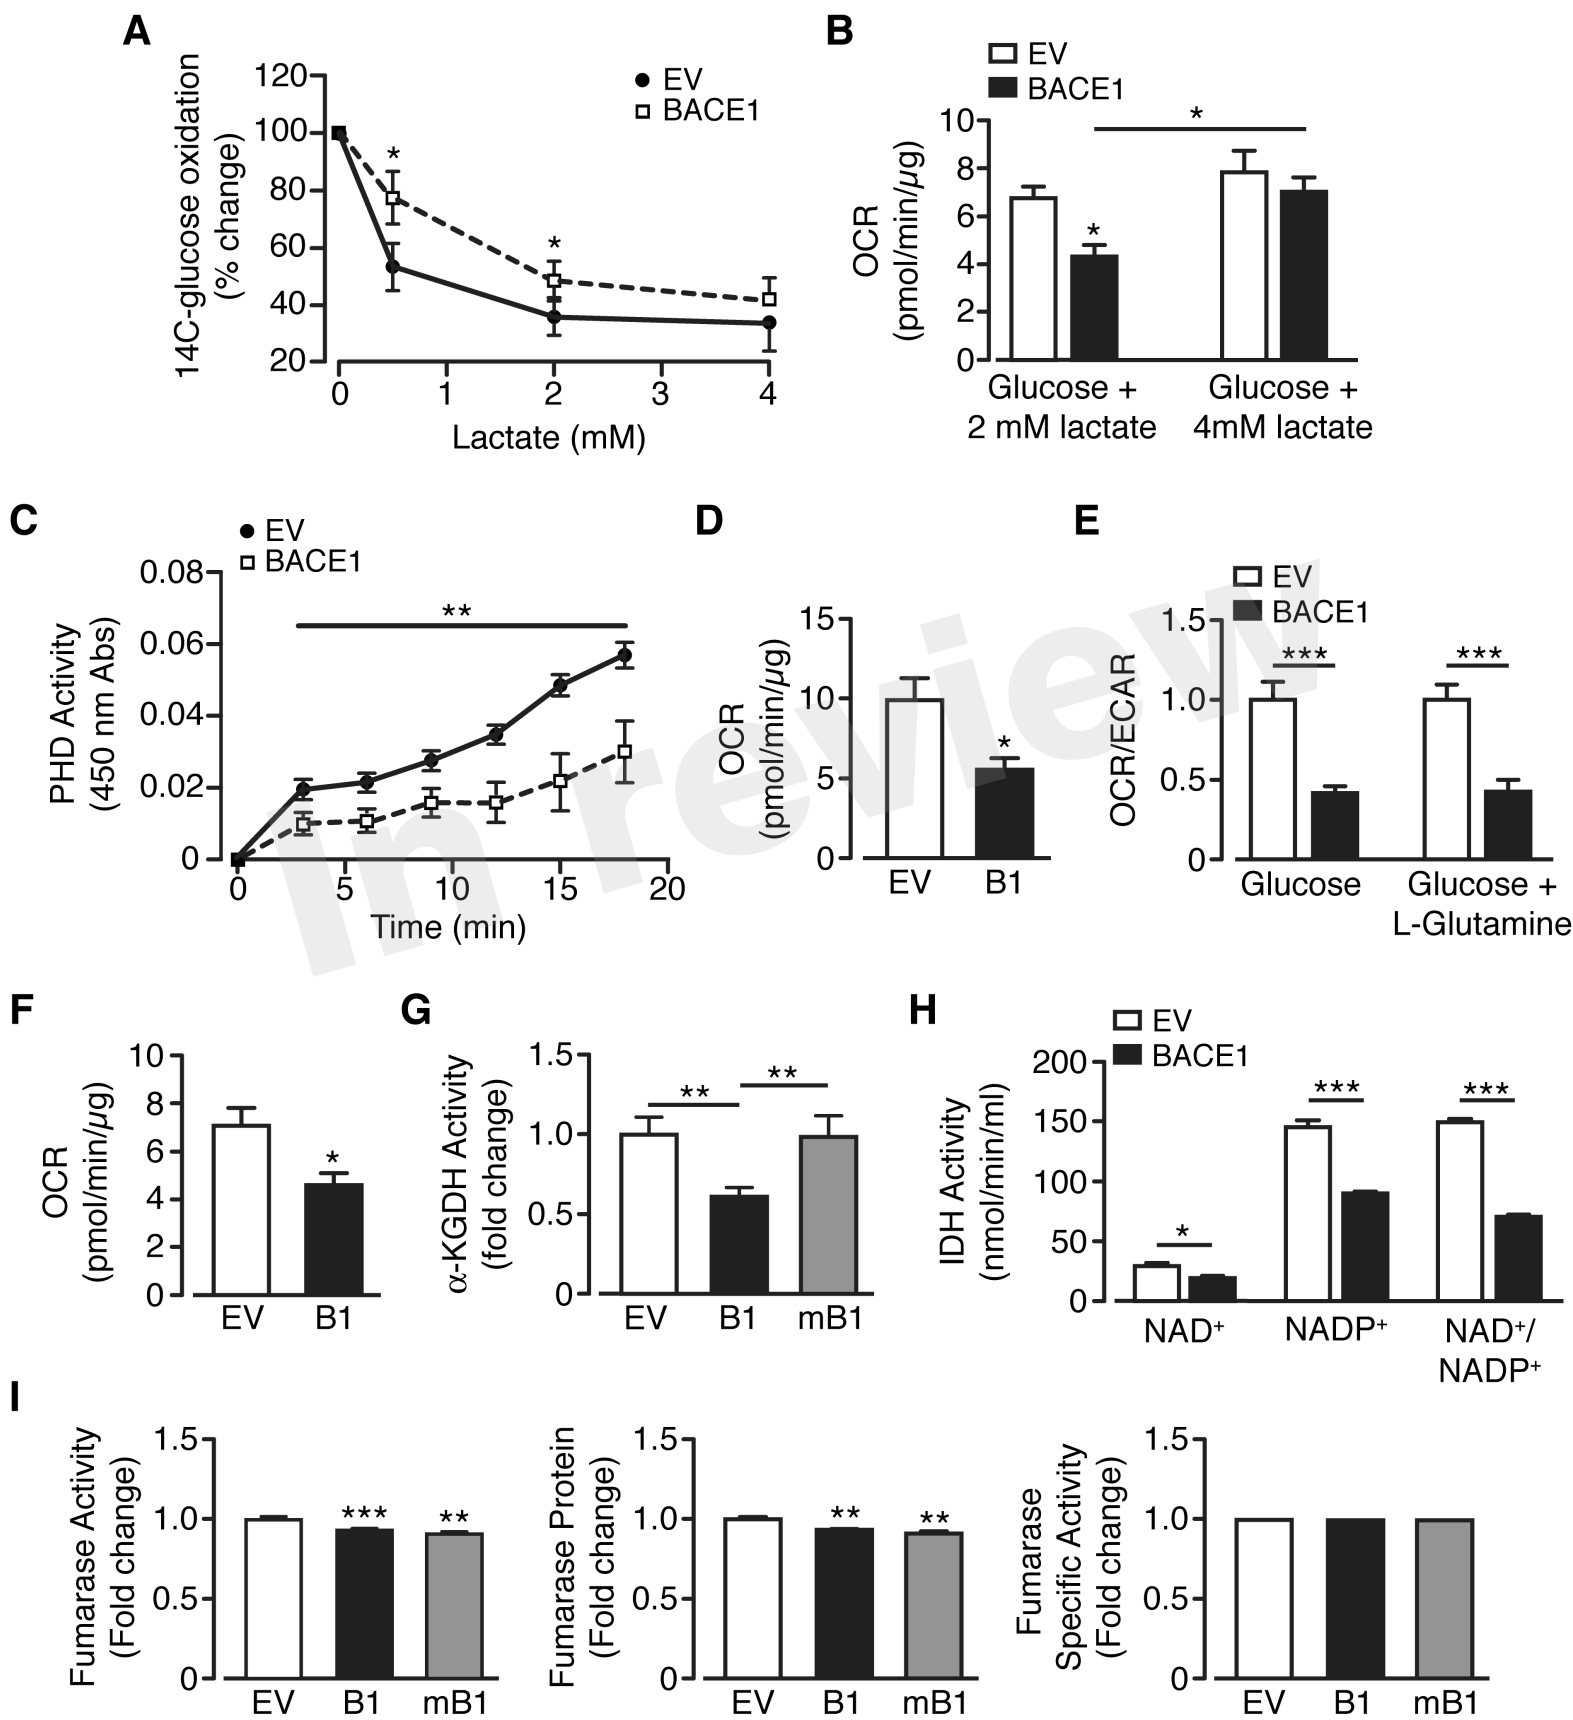 A
14C-glucose oxidation
(% change)
120
100
80
60
40
20
0
1
2
3
4
Lactate (mM)
EV
BACE1
*
*
B
EV
BACE1
OCR
(pmol/min/µg)
10
8
6
4
2
0
*
*
Glucose +
2 mM lactate
Glucose +
4mM lactate
C
EV
BACE1
PHD Activity
(450 nm Abs)
0.08
0.06
0.04
0.02
0
**
0
5
10
15
20
Time (min)
D
OCR
(pmol/min/µg)
15
10
5
0
*
EV
B1
E
EV
BACE1
OCR/ECAR
1.5
1.0
0.5
0
***
***
Glucose
Glucose +
L-Glutamine
in review
F
OCR
(pmol/min/µg)
10
8
6
4
2
0
*
EV
B1
G
α-KGDH Activity
(fold change)
1.5
1.0
0.5
0
**
**
EV
B1
mB1
H
EV
BACE1
IDH Activity
(nmol/min/ml)
200
150
100
50
0
*
***
***
NAD+
NADP+
NAD+/
NADP+
I
Fumarase Activity
(Fold change)
1.5
1.0
0.5
0
***
**
EV
B1
mB1
Fumarase Protein
(Fold change)
1.5
1.0
0.5
0
**
**
EV
B1
mB1
Fumarase
Specific Activity
(Fold change)
1.5
1.0
0.5
0
EV
B1
mB1